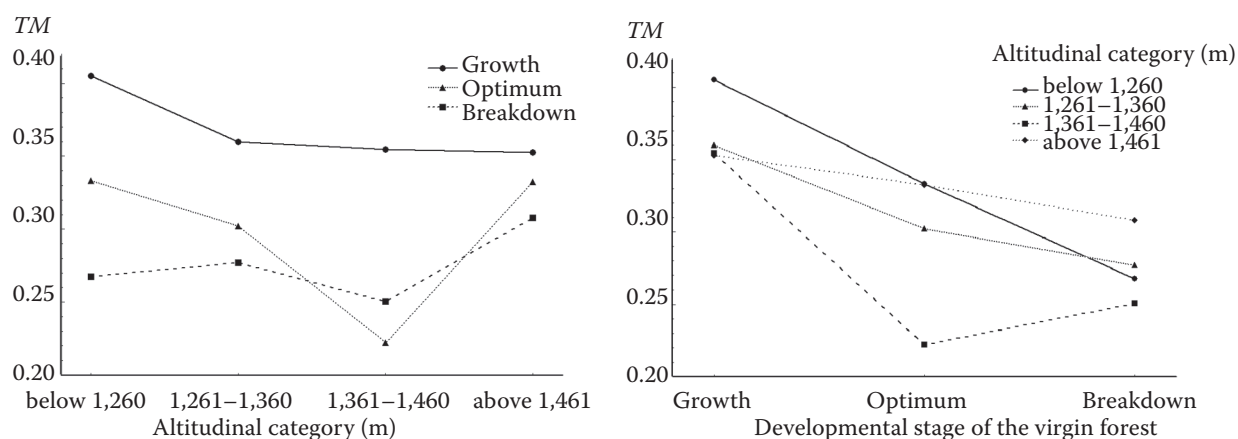 TM
0.40
0.35
0.30
0.25
0.20
Growth
Optimum
Breakdown
below 1,260 1,261–1,360 1,361–1,460 above 1,461
Altitudinal category (m)
TM
0.40
0.35
0.30
0.25
0.20
Altitudinal category (m)
below 1,260
1,261–1,360
1,361–1,460
above 1,461
Growth Optimum Breakdown
Developmental stage of the virgin forest